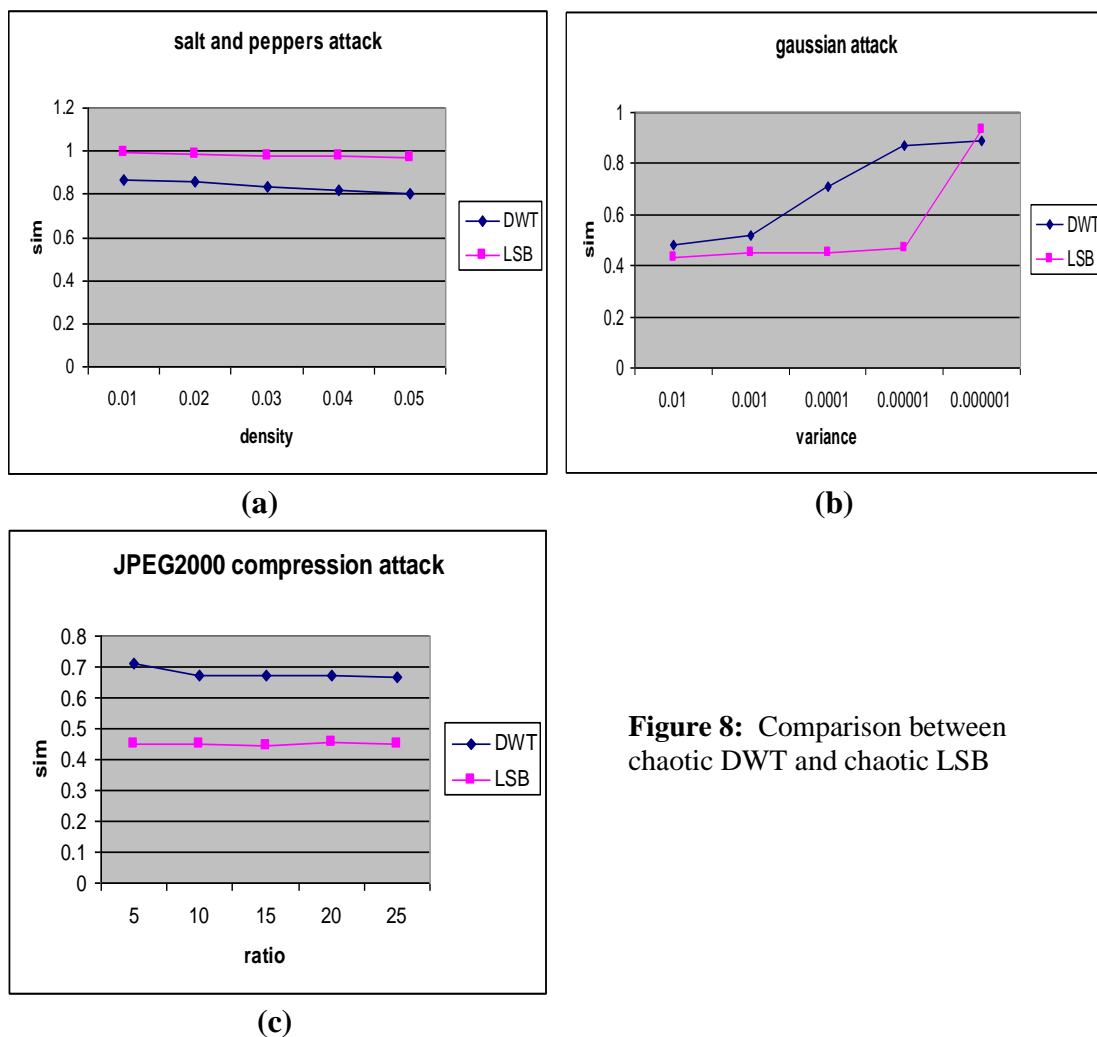 salt and peppers attack
1.2
1
0.8
0.6
0.4
0.2
0
sim
0.01 0.02 0.03 0.04 0.05
density
DWT
LSB
(a)
gaussian attack
1
0.8
0.6
0.4
0.2
0
sim
0.01 0.001 0.0001 0.00001 0.000001
variance
DWT
LSB
(b)
JPEG2000 compression attack
0.8
0.7
0.6
0.5
0.4
0.3
0.2
0.1
0
sim
5 10 15 20 25
ratio
DWT
LSB
(c)
Figure 8: Comparison between
chaotic DWT and chaotic LSB